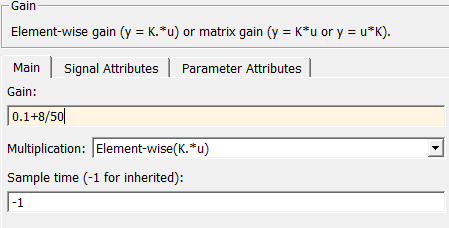 Gain
Element-wise gain (y = K.*u) or matrix gain (y = K*u or y = u*K).
Main Signal Attributes Parameter Attributes
Gain:
0.1+8/50
Multiplication: Element-wise(K.*u)
Sample time (-1 for inherited):
-1